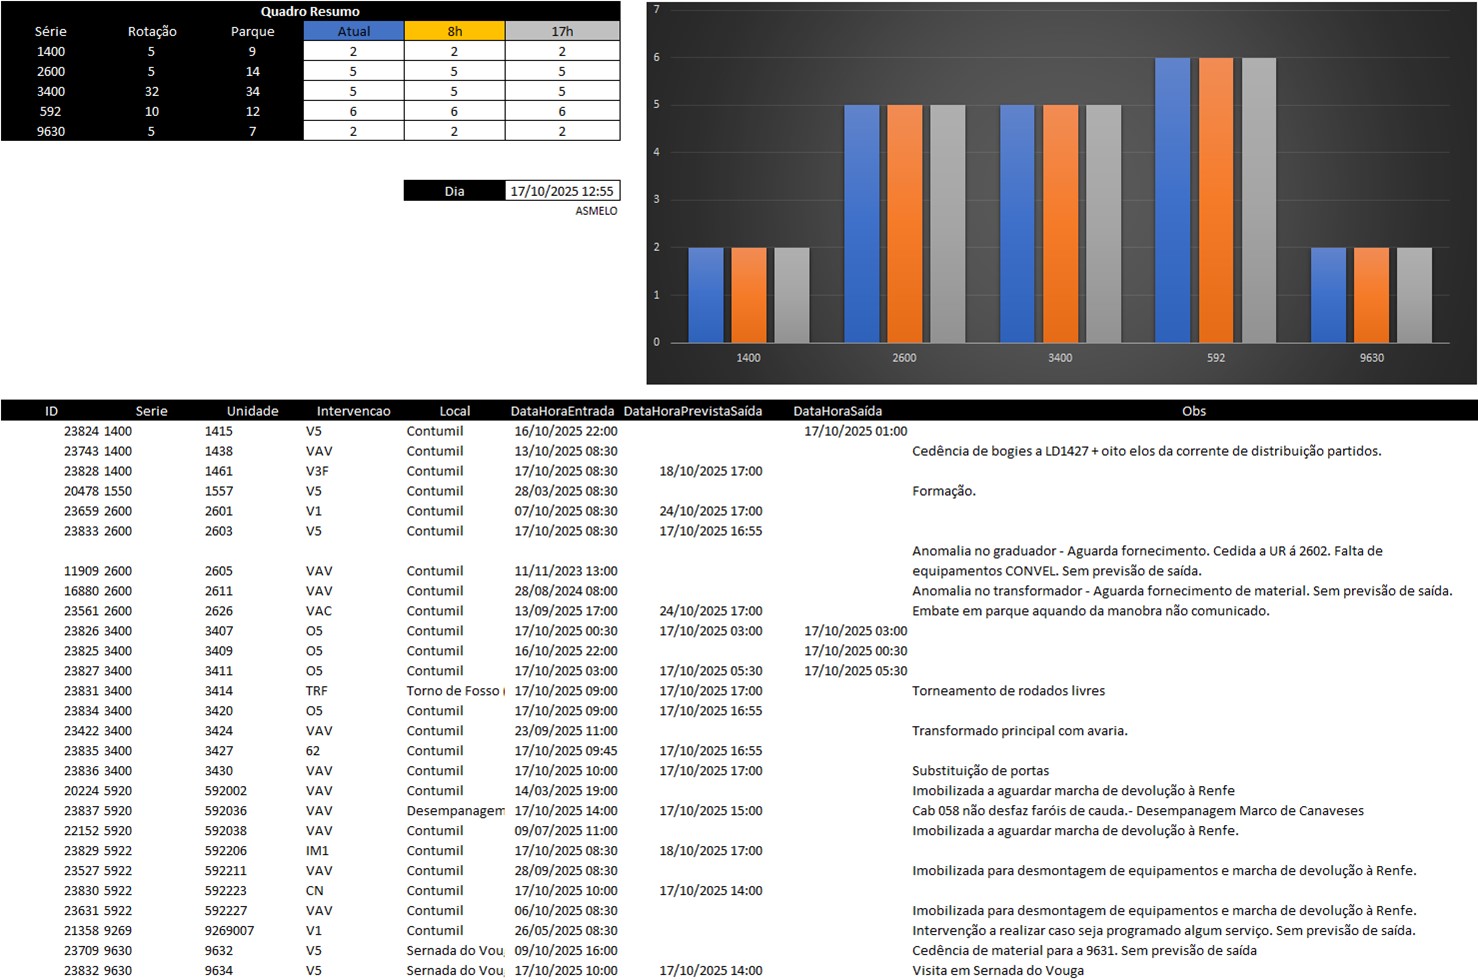 Quadro Resumo
Série Rotação Parque Atual 8h 17h
1400 5 9 2 2 2
2600 5 14 5 5 5
3400 32 34 5 5 5
592 10 12 6 6 6
9630 5 7 2 2 2
Dia 17/10/2025 12:55
ASMELO
7
6
5
4
3
2
1
0
1400 2600 3400 592 9630
ID Serie Unidade Intervencao Local DataHoraEntrada DataHoraPrevistaSaída DataHoraSaída Obs
23824 1400 1415 V5 Contumil 16/10/2025 22:00 17/10/2025 01:00
23743 1400 1438 VAV Contumil 13/10/2025 08:30 Cedência de bogies a LD1427 + oito elos da corrente de distribuição partidos.
23828 1400 1461 V3F Contumil 17/10/2025 08:30 18/10/2025 17:00
20478 1550 1557 V5 Contumil 28/03/2025 08:30 Formação.
23659 2600 2601 V1 Contumil 07/10/2025 08:30 24/10/2025 17:00
23833 2600 2603 V5 Contumil 17/10/2025 08:30 17/10/2025 16:55
Anomalia no graduador - Aguarda fornecimento. Cedida a UR á 2602. Falta de
11909 2600 2605 VAV Contumil 11/11/2023 13:00 equipamentos CONVEL. Sem previsão de saída.
16880 2600 2611 VAV Contumil 28/08/2024 08:00 Anomalia no transformador - Aguarda fornecimento de material. Sem previsão de saída.
23561 2600 2626 VAC Contumil 13/09/2025 17:00 24/10/2025 17:00 Embate em parque aquando da manobra não comunicado.
23826 3400 3407 O5 Contumil 17/10/2025 00:30 17/10/2025 03:00 17/10/2025 03:00
23825 3400 3409 O5 Contumil 16/10/2025 22:00 17/10/2025 00:30
23827 3400 3411 O5 Contumil 17/10/2025 03:00 17/10/2025 05:30 17/10/2025 05:30
23831 3400 3414 TRF Torno de Fosso ( 17/10/2025 09:00 17/10/2025 17:00 Torneamento de rodados livres
23834 3400 3420 O5 Contumil 17/10/2025 09:00 17/10/2025 16:55
23422 3400 3424 VAV Contumil 23/09/2025 11:00 Transformado principal com avaria.
23835 3400 3427 62 Contumil 17/10/2025 09:45 17/10/2025 16:55
23836 3400 3430 VAV Contumil 17/10/2025 10:00 17/10/2025 17:00 Substituição de portas
20224 5920 592002 VAV Contumil 14/03/2025 19:00 Imobilizada a aguardar marcha de devolução à Renfe
23837 5920 592036 VAV Desempanagem 17/10/2025 14:00 17/10/2025 15:00 Cab 058 não desfaz faróis de cauda.- Desempanagem Marco de Canaveses
22152 5920 592038 VAV Contumil 09/07/2025 11:00 Imobilizada a aguardar marcha de devolução à Renfe.
23829 5922 592206 IM1 Contumil 17/10/2025 08:30 18/10/2025 17:00
23527 5922 592211 VAV Contumil 28/09/2025 08:30 Imobilizada para desmontagem de equipamentos e marcha de devolução à Renfe.
23830 5922 592223 CN Contumil 17/10/2025 10:00 17/10/2025 14:00
23631 5922 592227 VAV Contumil 06/10/2025 08:30 Imobilizada para desmontagem de equipamentos e marcha de devolução à Renfe.
21358 9269 9269007 V1 Contumil 26/05/2025 08:30 Intervenção a realizar caso seja programado algum serviço. Sem previsão de saída.
23709 9630 9632 V5 Sernada do Vou 09/10/2025 16:00 Cedência de material para a 9631. Sem previsão de saída
23832 9630 9634 V5 Sernada do Vou 17/10/2025 10:00 17/10/2025 14:00 Visita em Sernada do Vouga